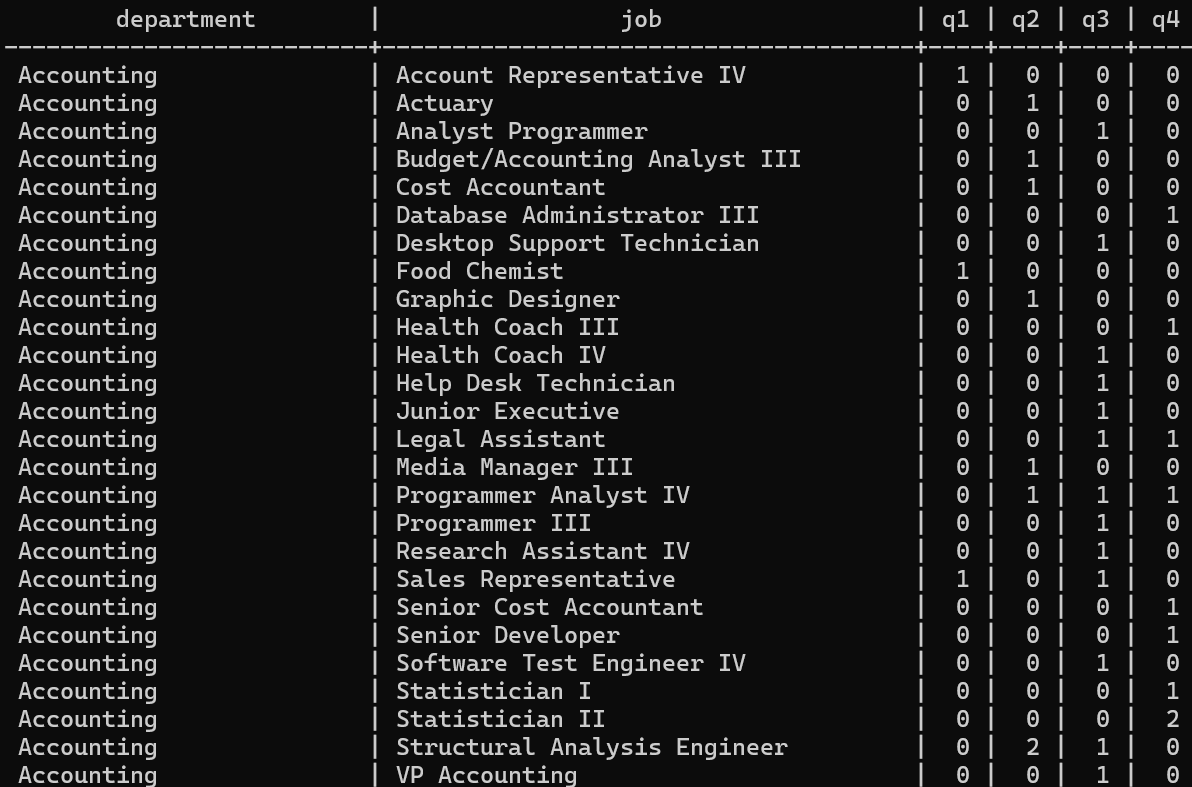 department | job | q1 | q2 | q3 | q4
Accounting | Account Representative IV | 1 | 0 | 0 | 0
Accounting | Actuary | 0 | 1 | 0 | 0
Accounting | Analyst Programmer | 0 | 0 | 1 | 0
Accounting | Budget/Accounting Analyst III | 0 | 1 | 0 | 0
Accounting | Cost Accountant | 0 | 1 | 0 | 0
Accounting | Database Administrator III | 0 | 0 | 0 | 1
Accounting | Desktop Support Technician | 0 | 0 | 1 | 0
Accounting | Food Chemist | 1 | 0 | 0 | 0
Accounting | Graphic Designer | 0 | 1 | 0 | 0
Accounting | Health Coach III | 0 | 0 | 0 | 1
Accounting | Health Coach IV | 0 | 0 | 1 | 0
Accounting | Help Desk Technician | 0 | 0 | 1 | 0
Accounting | Junior Executive | 0 | 0 | 1 | 0
Accounting | Legal Assistant | 0 | 0 | 1 | 1
Accounting | Media Manager III | 0 | 1 | 0 | 0
Accounting | Programmer Analyst IV | 0 | 1 | 1 | 1
Accounting | Programmer III | 0 | 0 | 1 | 0
Accounting | Research Assistant IV | 0 | 0 | 1 | 0
Accounting | Sales Representative | 1 | 0 | 1 | 0
Accounting | Senior Cost Accountant | 0 | 0 | 0 | 1
Accounting | Senior Developer | 0 | 0 | 0 | 1
Accounting | Software Test Engineer IV | 0 | 0 | 1 | 0
Accounting | Statistician I | 0 | 0 | 0 | 1
Accounting | Statistician II | 0 | 0 | 0 | 2
Accounting | Structural Analysis Engineer | 0 | 2 | 1 | 0
Accounting | VP Accounting | 0 | 0 | 1 | 0